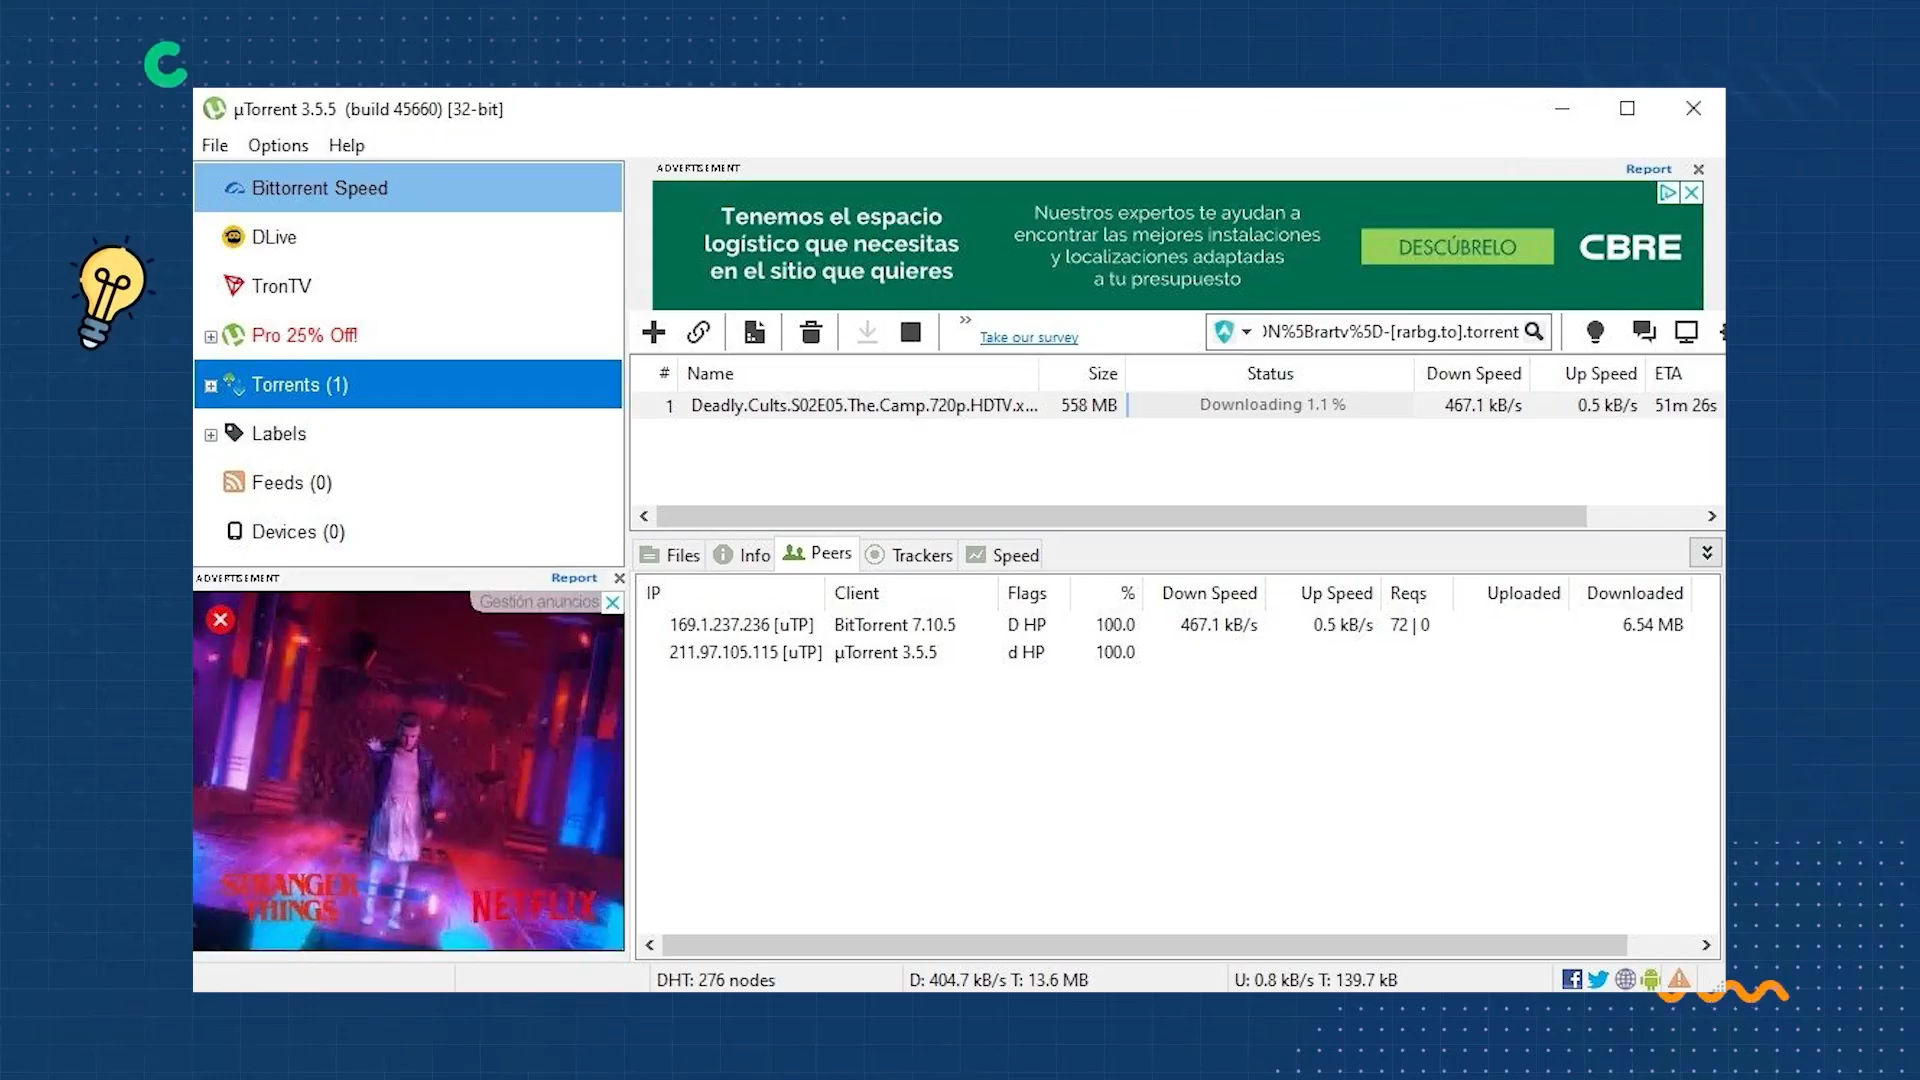 µTorrent 3.5.5 (build 45660) [32-bit]
File Options Help
Bittorrent Speed
DLive
TronTV
Pro 25% Off!
Torrents (1)
Labels
Feeds (0)
Devices (0)
ADVERTISEMENT Report
Tenemos el espacio
logístico que necesitas
en el sitio que quieres
Nuestros expertos te ayudan a
encontrar las mejores instalaciones
y localizaciones adaptadas
a tu presupuesto
DESCÚBRELO
CBRE
Take our survey
)N%5Brartv%5D-[rarbg.to].torrent
# Name Size Status Down Speed Up Speed ETA
1 Deadly.Cults.S02E05.The.Camp.720p.HDTV.x... 558 MB Downloading 1.1 % 467.1 kB/s 0.5 kB/s 51m 26s
Files Info Peers Trackers Speed
IP Client Flags % Down Speed Up Speed Reqs Uploaded Downloaded
169.1.237.236 [uTP] BitTorrent 7.10.5 D HP 100.0 467.1 kB/s 0.5 kB/s 72 | 0 6.54 MB
211.97.105.115 [uTP] µTorrent 3.5.5 d HP 100.0
ADVERTISEMENT Report
Gestión anuncios
STRANGER
THINGS
NETFLIX
DHT: 276 nodes D: 404.7 kB/s T: 13.6 MB U: 0.8 kB/s T: 139.7 kB